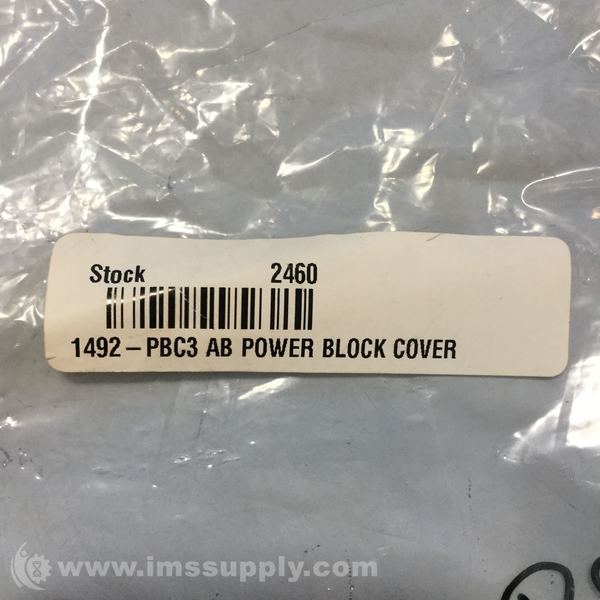 Stock 2460
1492-PBC3 AB POWER BLOCK COVER
www.imssupply.com